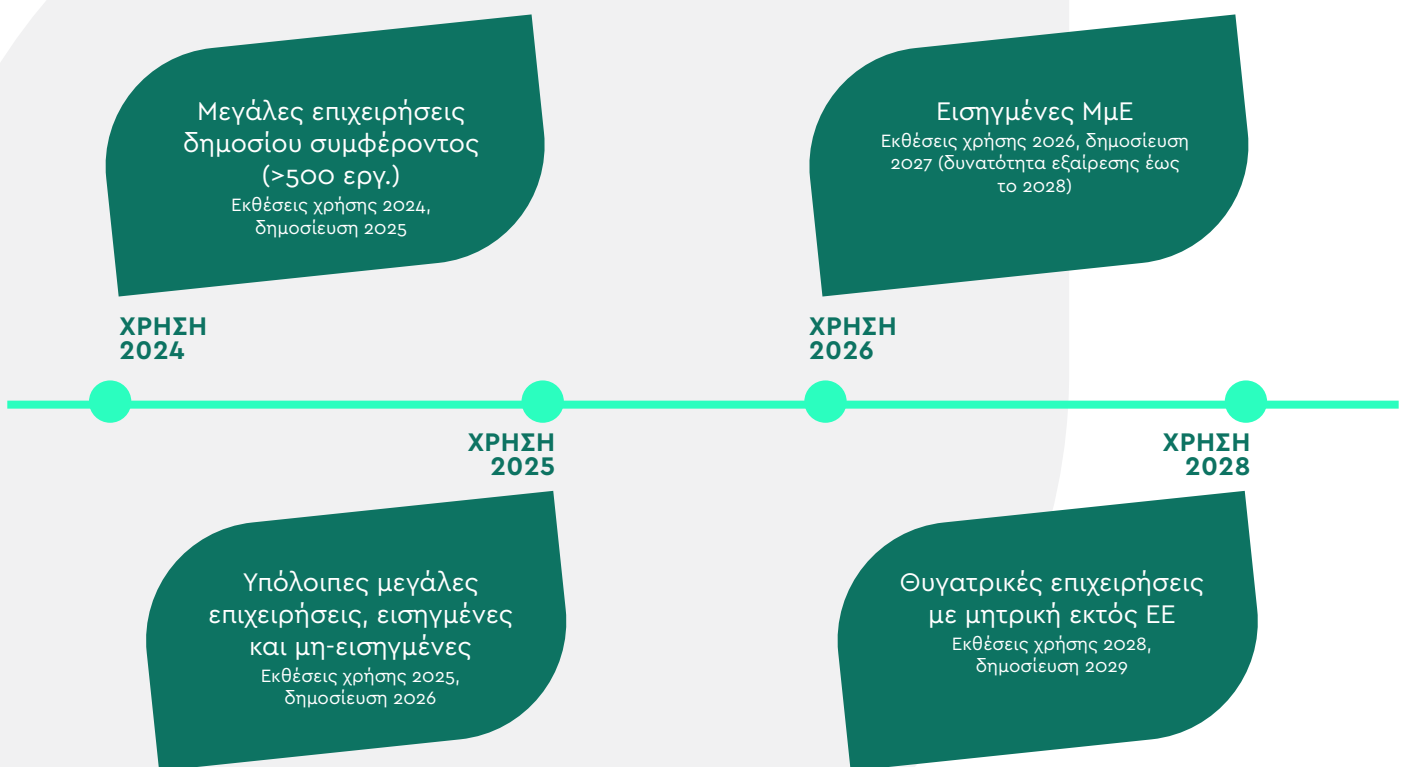 Μεγάλες επιχειρήσεις
δημοσίου συμφέροντος
(>500 εργ.)
Εκθέσεις χρήσης 2024,
δημοσίευση 2025
ΧΡΗΣΗ
2024
Υπόλοιπες μεγάλες
επιχειρήσεις, εισηγμένες
και μη-εισηγμένες
Εκθέσεις χρήσης 2025,
δημοσίευση 2026
ΧΡΗΣΗ
2025
Εισηγμένες ΜμΕ
Εκθέσεις χρήσης 2026, δημοσίευση
2027 (δυνατότητα εξαίρεσης έως
το 2028)
ΧΡΗΣΗ
2026
Θυγατρικές επιχειρήσεις
με μητρική εκτός ΕΕ
Εκθέσεις χρήσης 2028,
δημοσίευση 2029
ΧΡΗΣΗ
2028